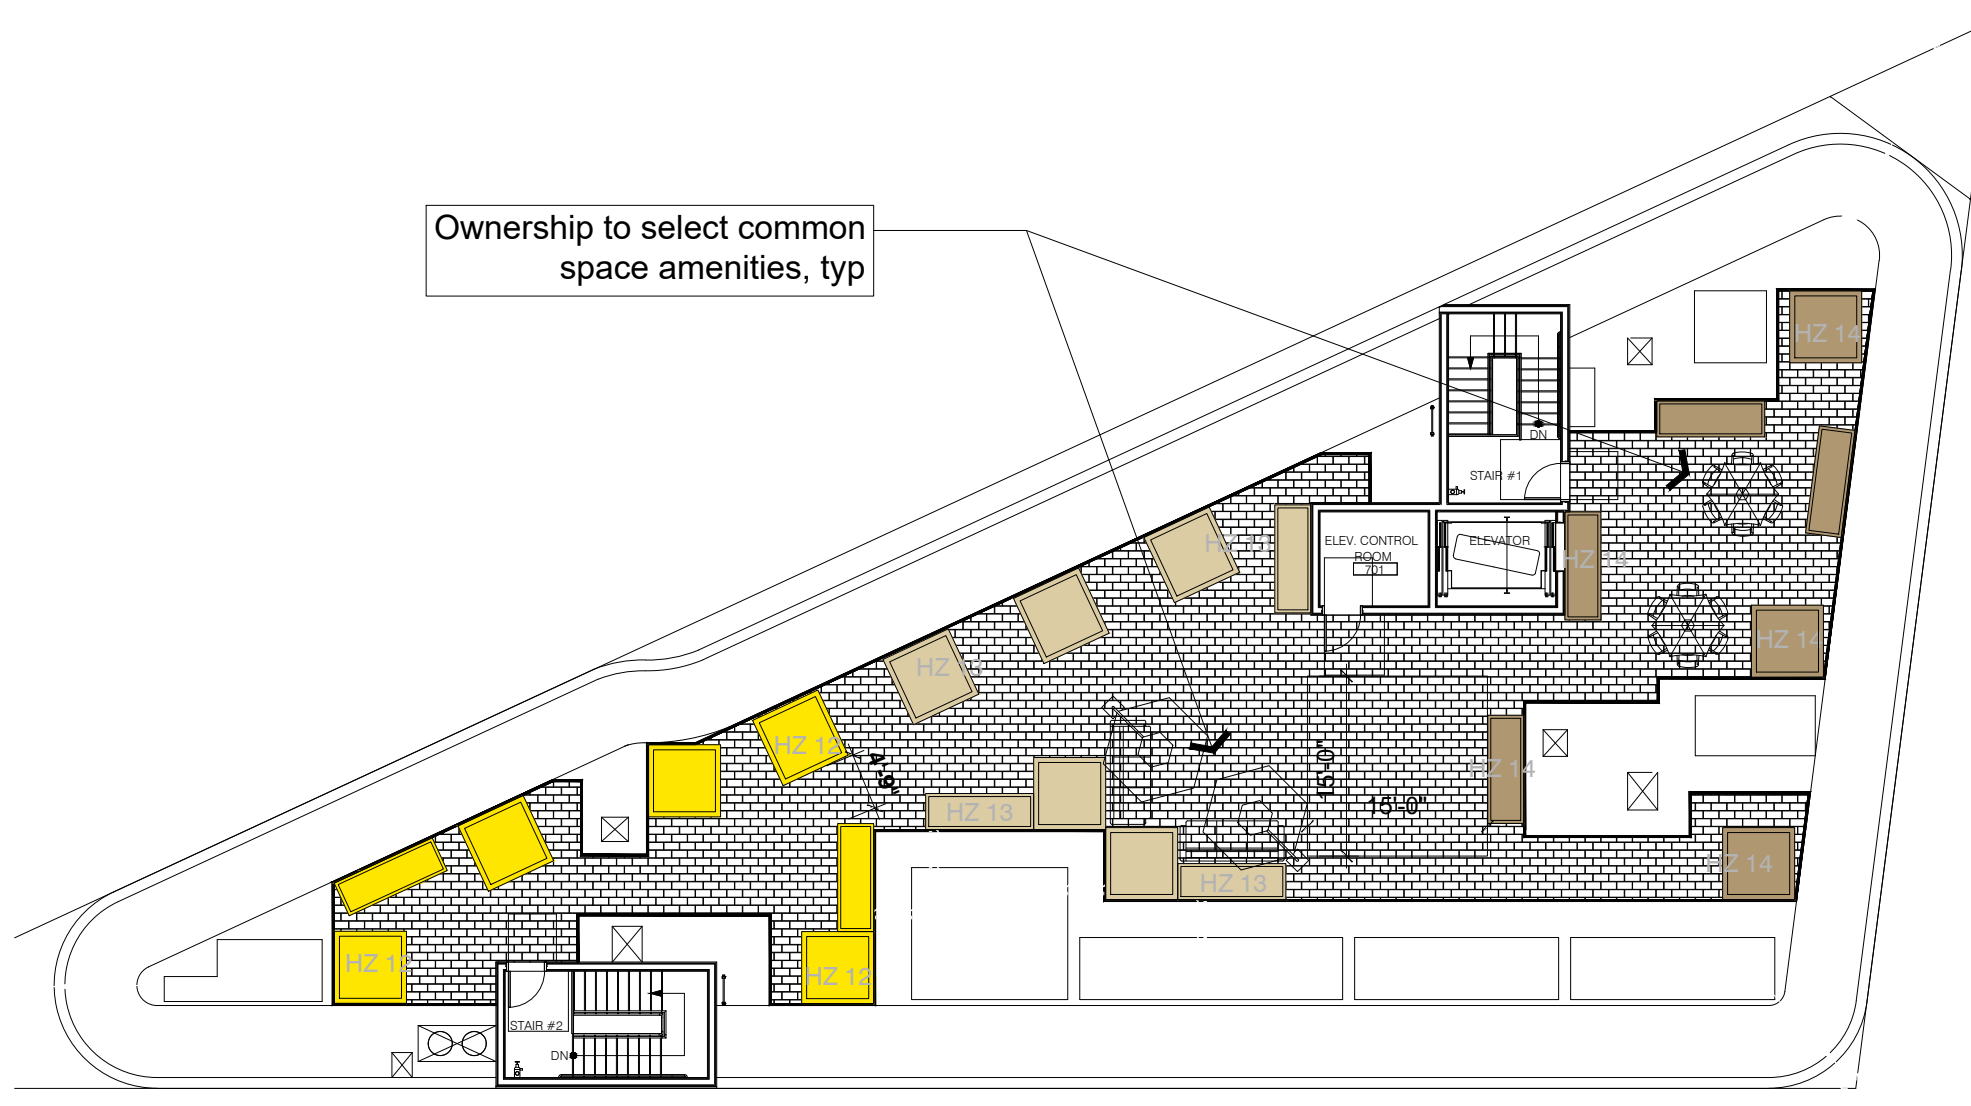 Ownership to select common
space amenities, typ
HZ 14
DN
STAIR #1
HZ 13
ELEV. CONTROL
ROOM
701
ELEVATOR
HZ 14
HZ 14
HZ 13
HZ 12
4'-9"
15'-0"
15'-0"
HZ 14
HZ 13
HZ 14
HZ 13
HZ 12
HZ 12
STAIR #2
DN